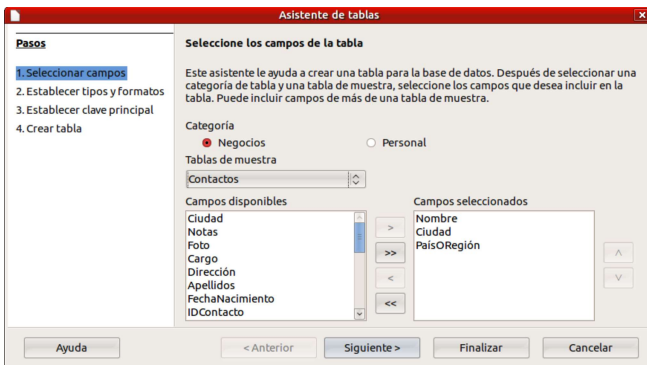 Asistente de tablas
Pasos
1. Seleccionar campos
2. Establecer tipos y formatos
3. Establecer clave principal
4. Crear tabla
Seleccione los campos de la tabla
Este asistente le ayuda a crear una tabla para la base de datos. Después de seleccionar una
categoría de tabla y una tabla de muestra, seleccione los campos que desea incluir en la
tabla. Puede incluir campos de más de una tabla de muestra.
Categoría
Negocios
Personal
Tablas de muestra
Contactos
Campos disponibles
Ciudad
Notas
Foto
Cargo
Dirección
Apellidos
FechaNacimiento
IDContacto
>
>>
<
<<
Campos seleccionados
Nombre
Ciudad
PaísORegión
Ayuda
< Anterior
Siguiente >
Finalizar
Cancelar